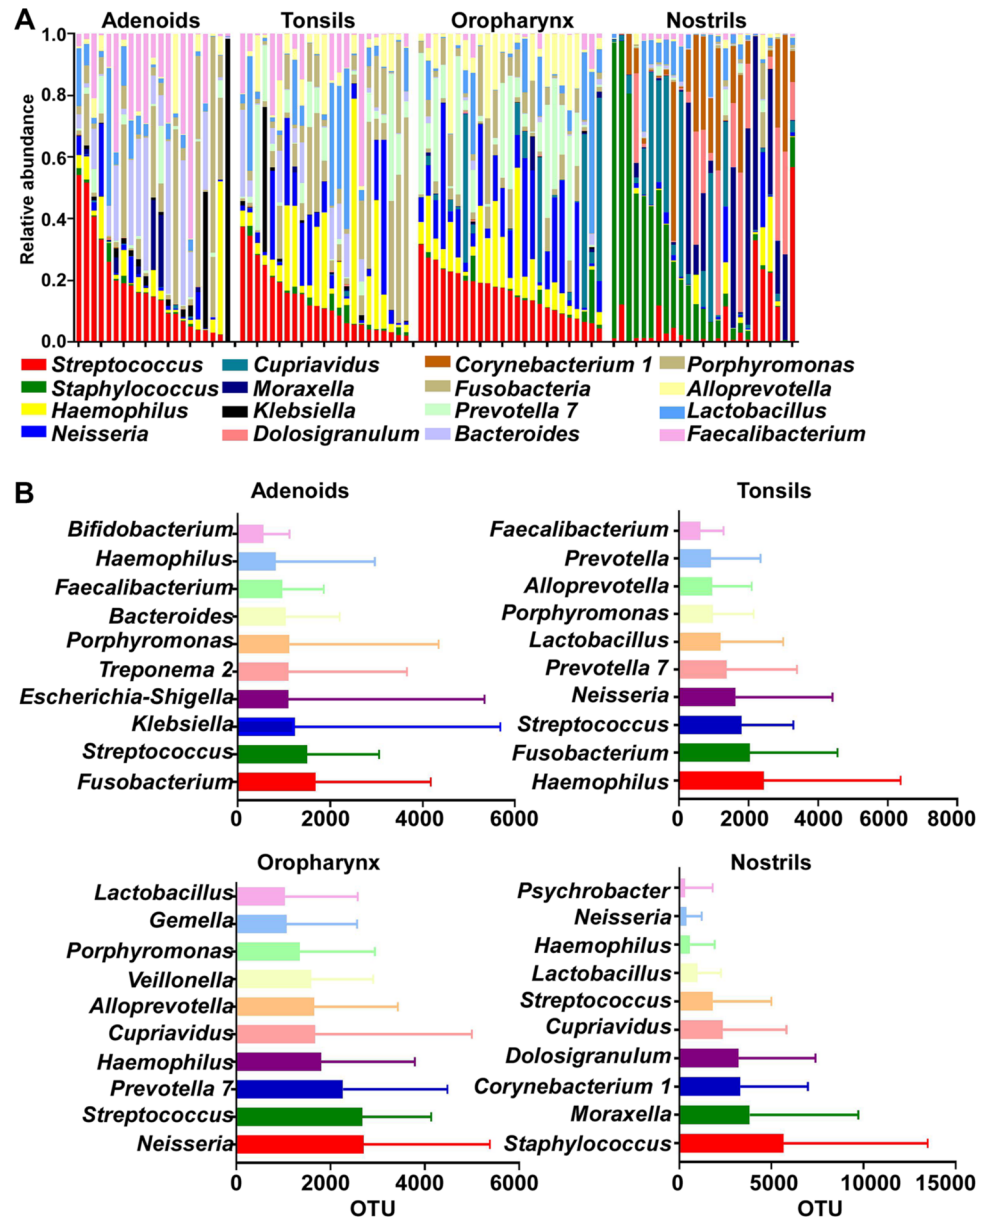 A
Adenoids Tonsils Oropharynx Nostrils
Relative abundance
1.0
0.8
0.6
0.4
0.2
0.0
Streptococcus Cupriavidus Corynebacterium 1 Porphyromonas
Staphylococcus Moraxella Fusobacteria Alloprevotella
Haemophilus Klebsiella Prevotella 7 Lactobacillus
Neisseria Dolosigranulum Bacteroides Faecalibacterium
B
Adenoids
Bifidobacterium
Haemophilus
Faecalibacterium
Bacteroides
Porphyromonas
Treponema 2
Escherichia-Shigella
Klebsiella
Streptococcus
Fusobacterium
0 2000 4000 6000
Tonsils
Faecalibacterium
Prevotella
Alloprevotella
Porphyromonas
Lactobacillus
Prevotella 7
Neisseria
Streptococcus
Fusobacterium
Haemophilus
0 2000 4000 6000 8000
Oropharynx
Lactobacillus
Gemella
Porphyromonas
Veillonella
Alloprevotella
Cupriavidus
Haemophilus
Prevotella 7
Streptococcus
Neisseria
0 2000 4000 6000
OTU
Nostrils
Psychrobacter
Neisseria
Haemophilus
Lactobacillus
Streptococcus
Cupriavidus
Dolosigranulum
Corynebacterium 1
Moraxella
Staphylococcus
0 5000 10000 15000
OTU